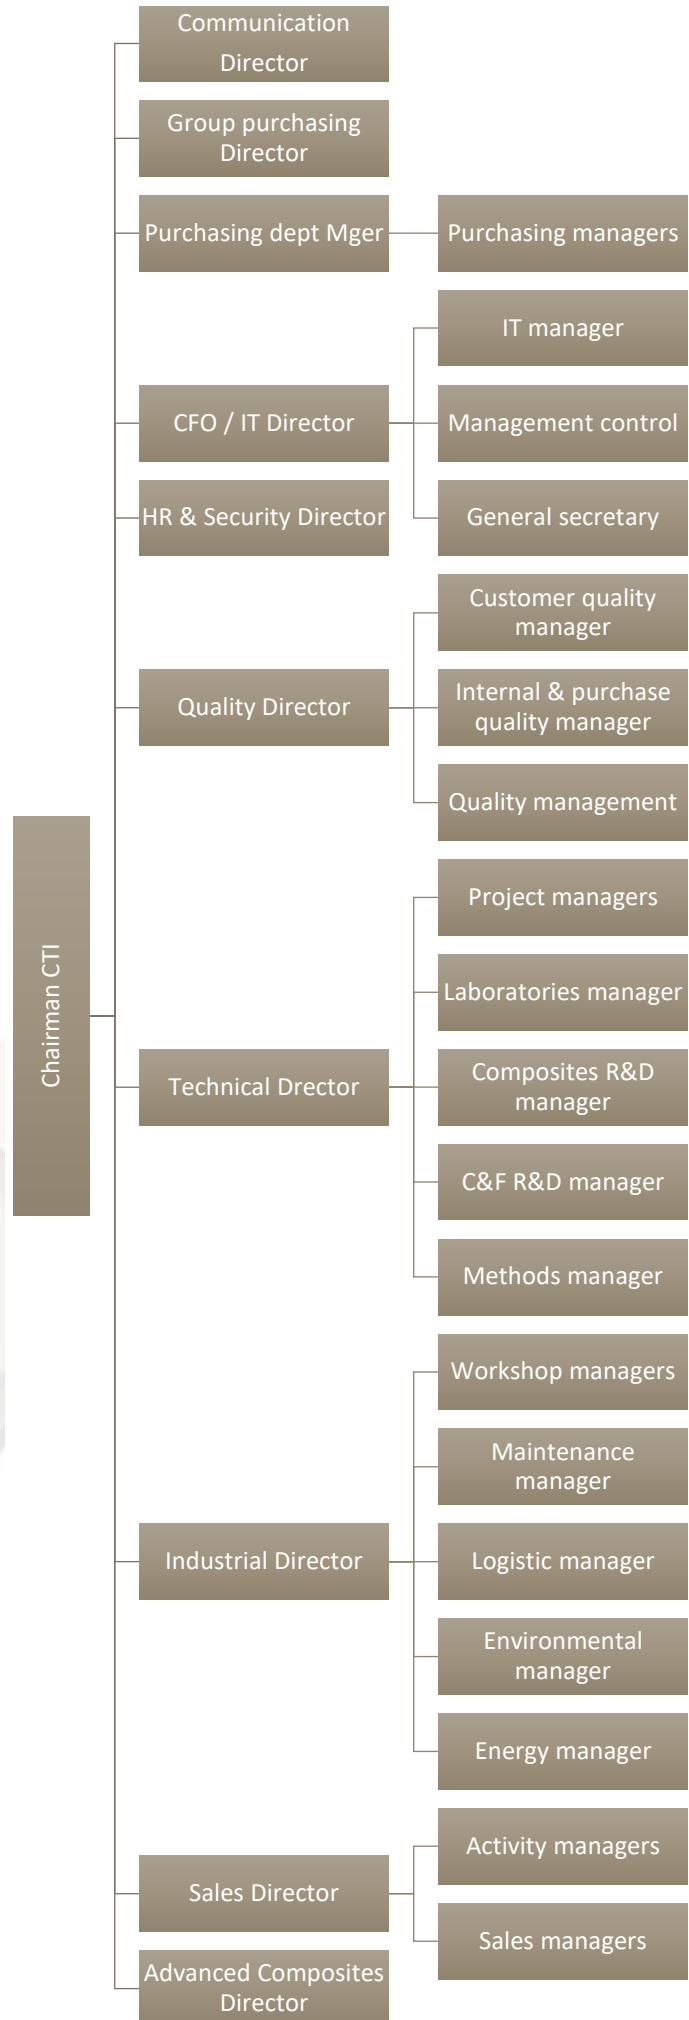 Communication
Director
Group purchasing
Director
Purchasing dept Mger
Purchasing managers
IT manager
CFO / IT Director
Management control
HR & Security Director
General secretary
Customer quality
manager
Quality Director
Internal & purchase
quality manager
Quality management
Chairman CTI
Project managers
Laboratories manager
Technical Drector
Composites R&D
manager
C&F R&D manager
Methods manager
Workshop managers
Maintenance
manager
Industrial Director
Logistic manager
Environmental
manager
Energy manager
Activity managers
Sales Director
Sales managers
Advanced Composites
Director